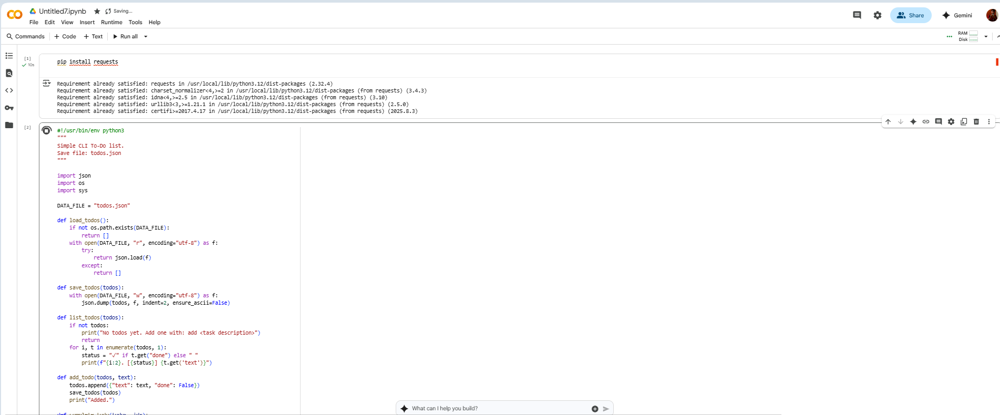 Untitled7.ipynb Saving...
File Edit View Insert Runtime Tools Help
Share
Gemini
Commands + Code + Text Run all
RAM
Disk
[1]
10s
pip install requests
Requirement already satisfied: requests in /usr/local/lib/python3.12/dist-packages (2.32.4)
Requirement already satisfied: charset_normalizer<4,>=2 in /usr/local/lib/python3.12/dist-packages (from requests) (3.4.3)
Requirement already satisfied: idna<4,>=2.5 in /usr/local/lib/python3.12/dist-packages (from requests) (3.10)
Requirement already satisfied: urllib3<3,>=1.21.1 in /usr/local/lib/python3.12/dist-packages (from requests) (2.5.0)
Requirement already satisfied: certifi>=2017.4.17 in /usr/local/lib/python3.12/dist-packages (from requests) (2025.8.3)
[2]
#!/usr/bin/env python3
"""
Simple CLI To-Do list.
Save file: todos.json
"""
import json
import os
import sys
DATA_FILE = "todos.json"
def load_todos():
    if not os.path.exists(DATA_FILE):
        return []
    with open(DATA_FILE, "r", encoding="utf-8") as f:
        try:
            return json.load(f)
        except:
            return []
def save_todos(todos):
    with open(DATA_FILE, "w", encoding="utf-8") as f:
        json.dump(todos, f, indent=2, ensure_ascii=False)
def list_todos(todos):
    if not todos:
        print("No todos yet. Add one with: add <task description>")
        return
    for i, t in enumerate(todos, 1):
        status = "✓" if t.get("done") else " "
        print(f"{i:2}. [{status}] {t.get('text')}")
def add_todo(todos, text):
    todos.append({"text": text, "done": False})
    save_todos(todos)
    print("Added.")
What can I help you build?